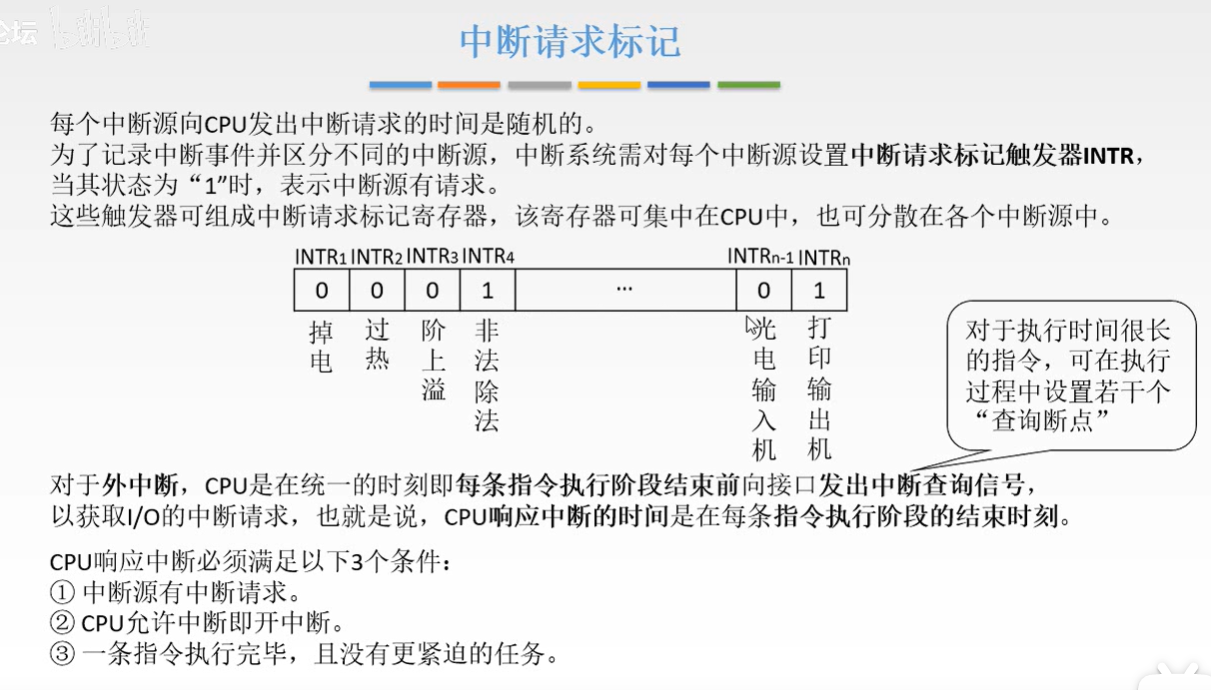 论坛
中断请求标记
每个中断源向CPU发出中断请求的时间是随机的。
为了记录中断事件并区分不同的中断源，中断系统需对每个中断源设置中断请求标记触发器INTR，
当其状态为“1”时，表示中断源有请求。
这些触发器可组成中断请求标记寄存器，该寄存器可集中在CPU中，也可分散在各个中断源中。
INTR1 INTR2 INTR3 INTR4 INTRn-1 INTRn
0 0 0 1 … 0 1
掉电 过热 阶上溢 非法除法 光电输入机 打印输出机
对于执行时间很长
的指令，可在执行
过程中设置若干个
“查询断点”
对于外中断，CPU是在统一的时刻即每条指令执行阶段结束前向接口发出中断查询信号，
以获取I/O的中断请求，也就是说，CPU响应中断的时间是在每条指令执行阶段的结束时刻。
CPU响应中断必须满足以下3个条件：
① 中断源有中断请求。
② CPU允许中断即开中断。
③ 一条指令执行完毕，且没有更紧迫的任务。